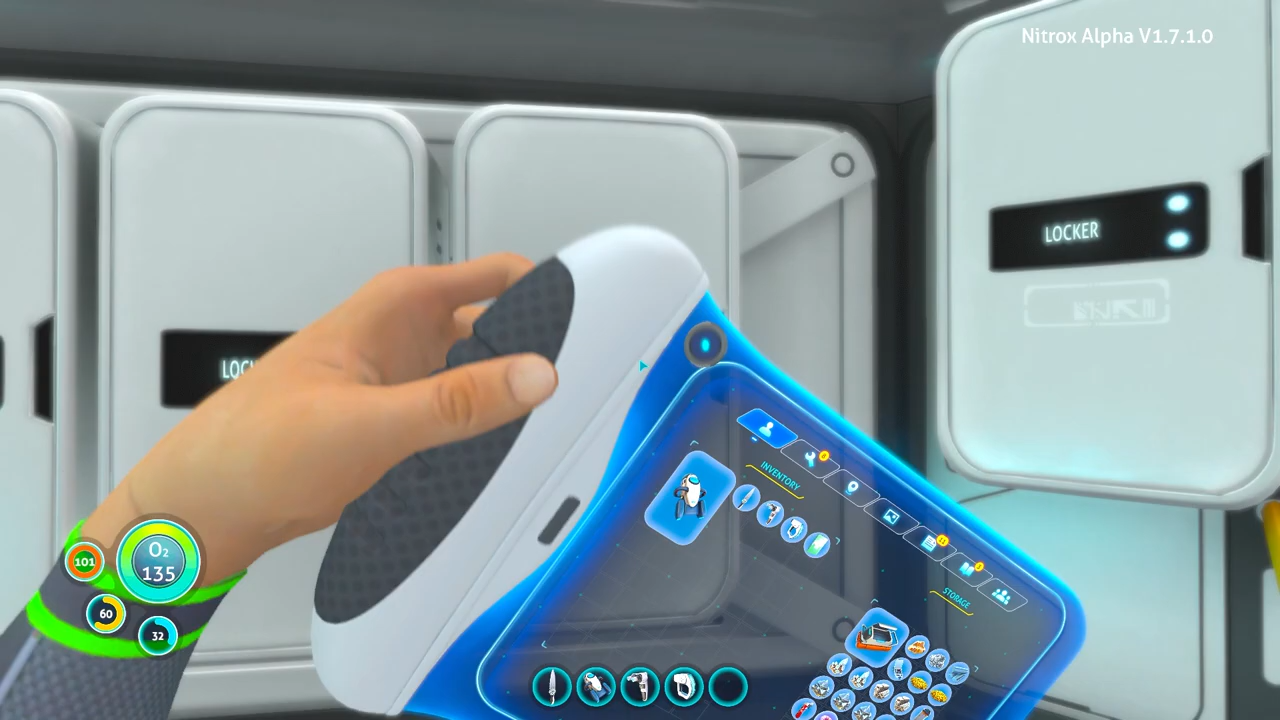 Nitrox Alpha V1.7.1.0
LOCKER
INVENTORY
STORAGE
O₂
135
101
60
32